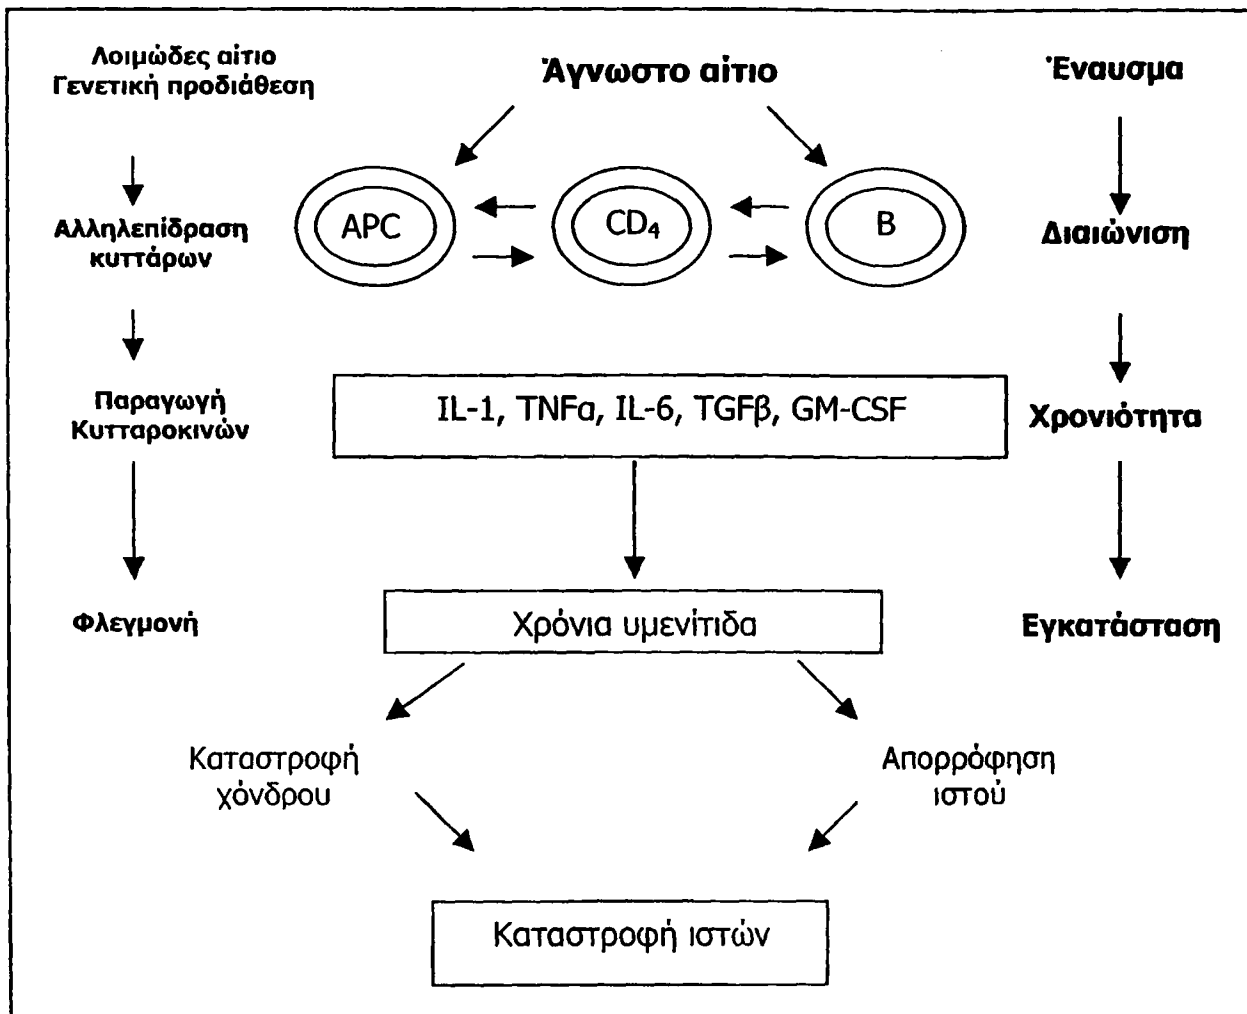 Λοιμώδες αίτιο
Γενετική προδιάθεση
Άγνωστο αίτιο
Έναυσμα
Αλληλεπίδραση
κυττάρων
APC
CD₄
B
Διαιώνιση
Παραγωγή
Κυτταροκινών
IL-1, TNFα, IL-6, TGFβ, GM-CSF
Χρονιότητα
Φλεγμονή
Χρόνια υμενίτιδα
Εγκατάσταση
Καταστροφή
χόνδρου
Απορρόφηση
ιστού
Καταστροφή ιστών